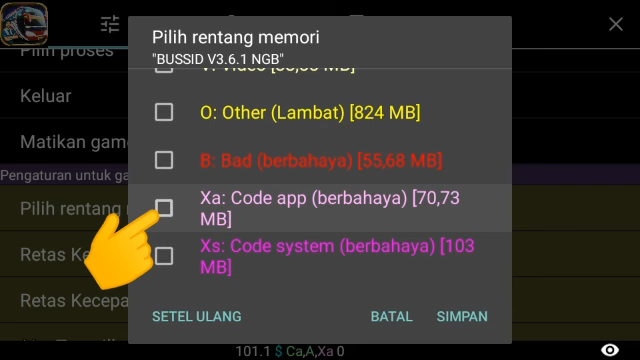 Pilih rentang memori
"BUSSID V3.6.1 NGB"
Pilih proses
Keluar
O: Other (Lambat) [824 MB]
Matikan gam
B: Bad (berbahaya) [55,68 MB]
Pengaturan untuk ga
Xa: Code app (berbahaya) [70,73
MB]
Pilih rentang
Xs: Code system (berbahaya) [103
MB]
Retas Ke
Retas Kecepa
SETEL ULANG
BATAL
SIMPAN
101.1 $ Ca,A,Xa 0